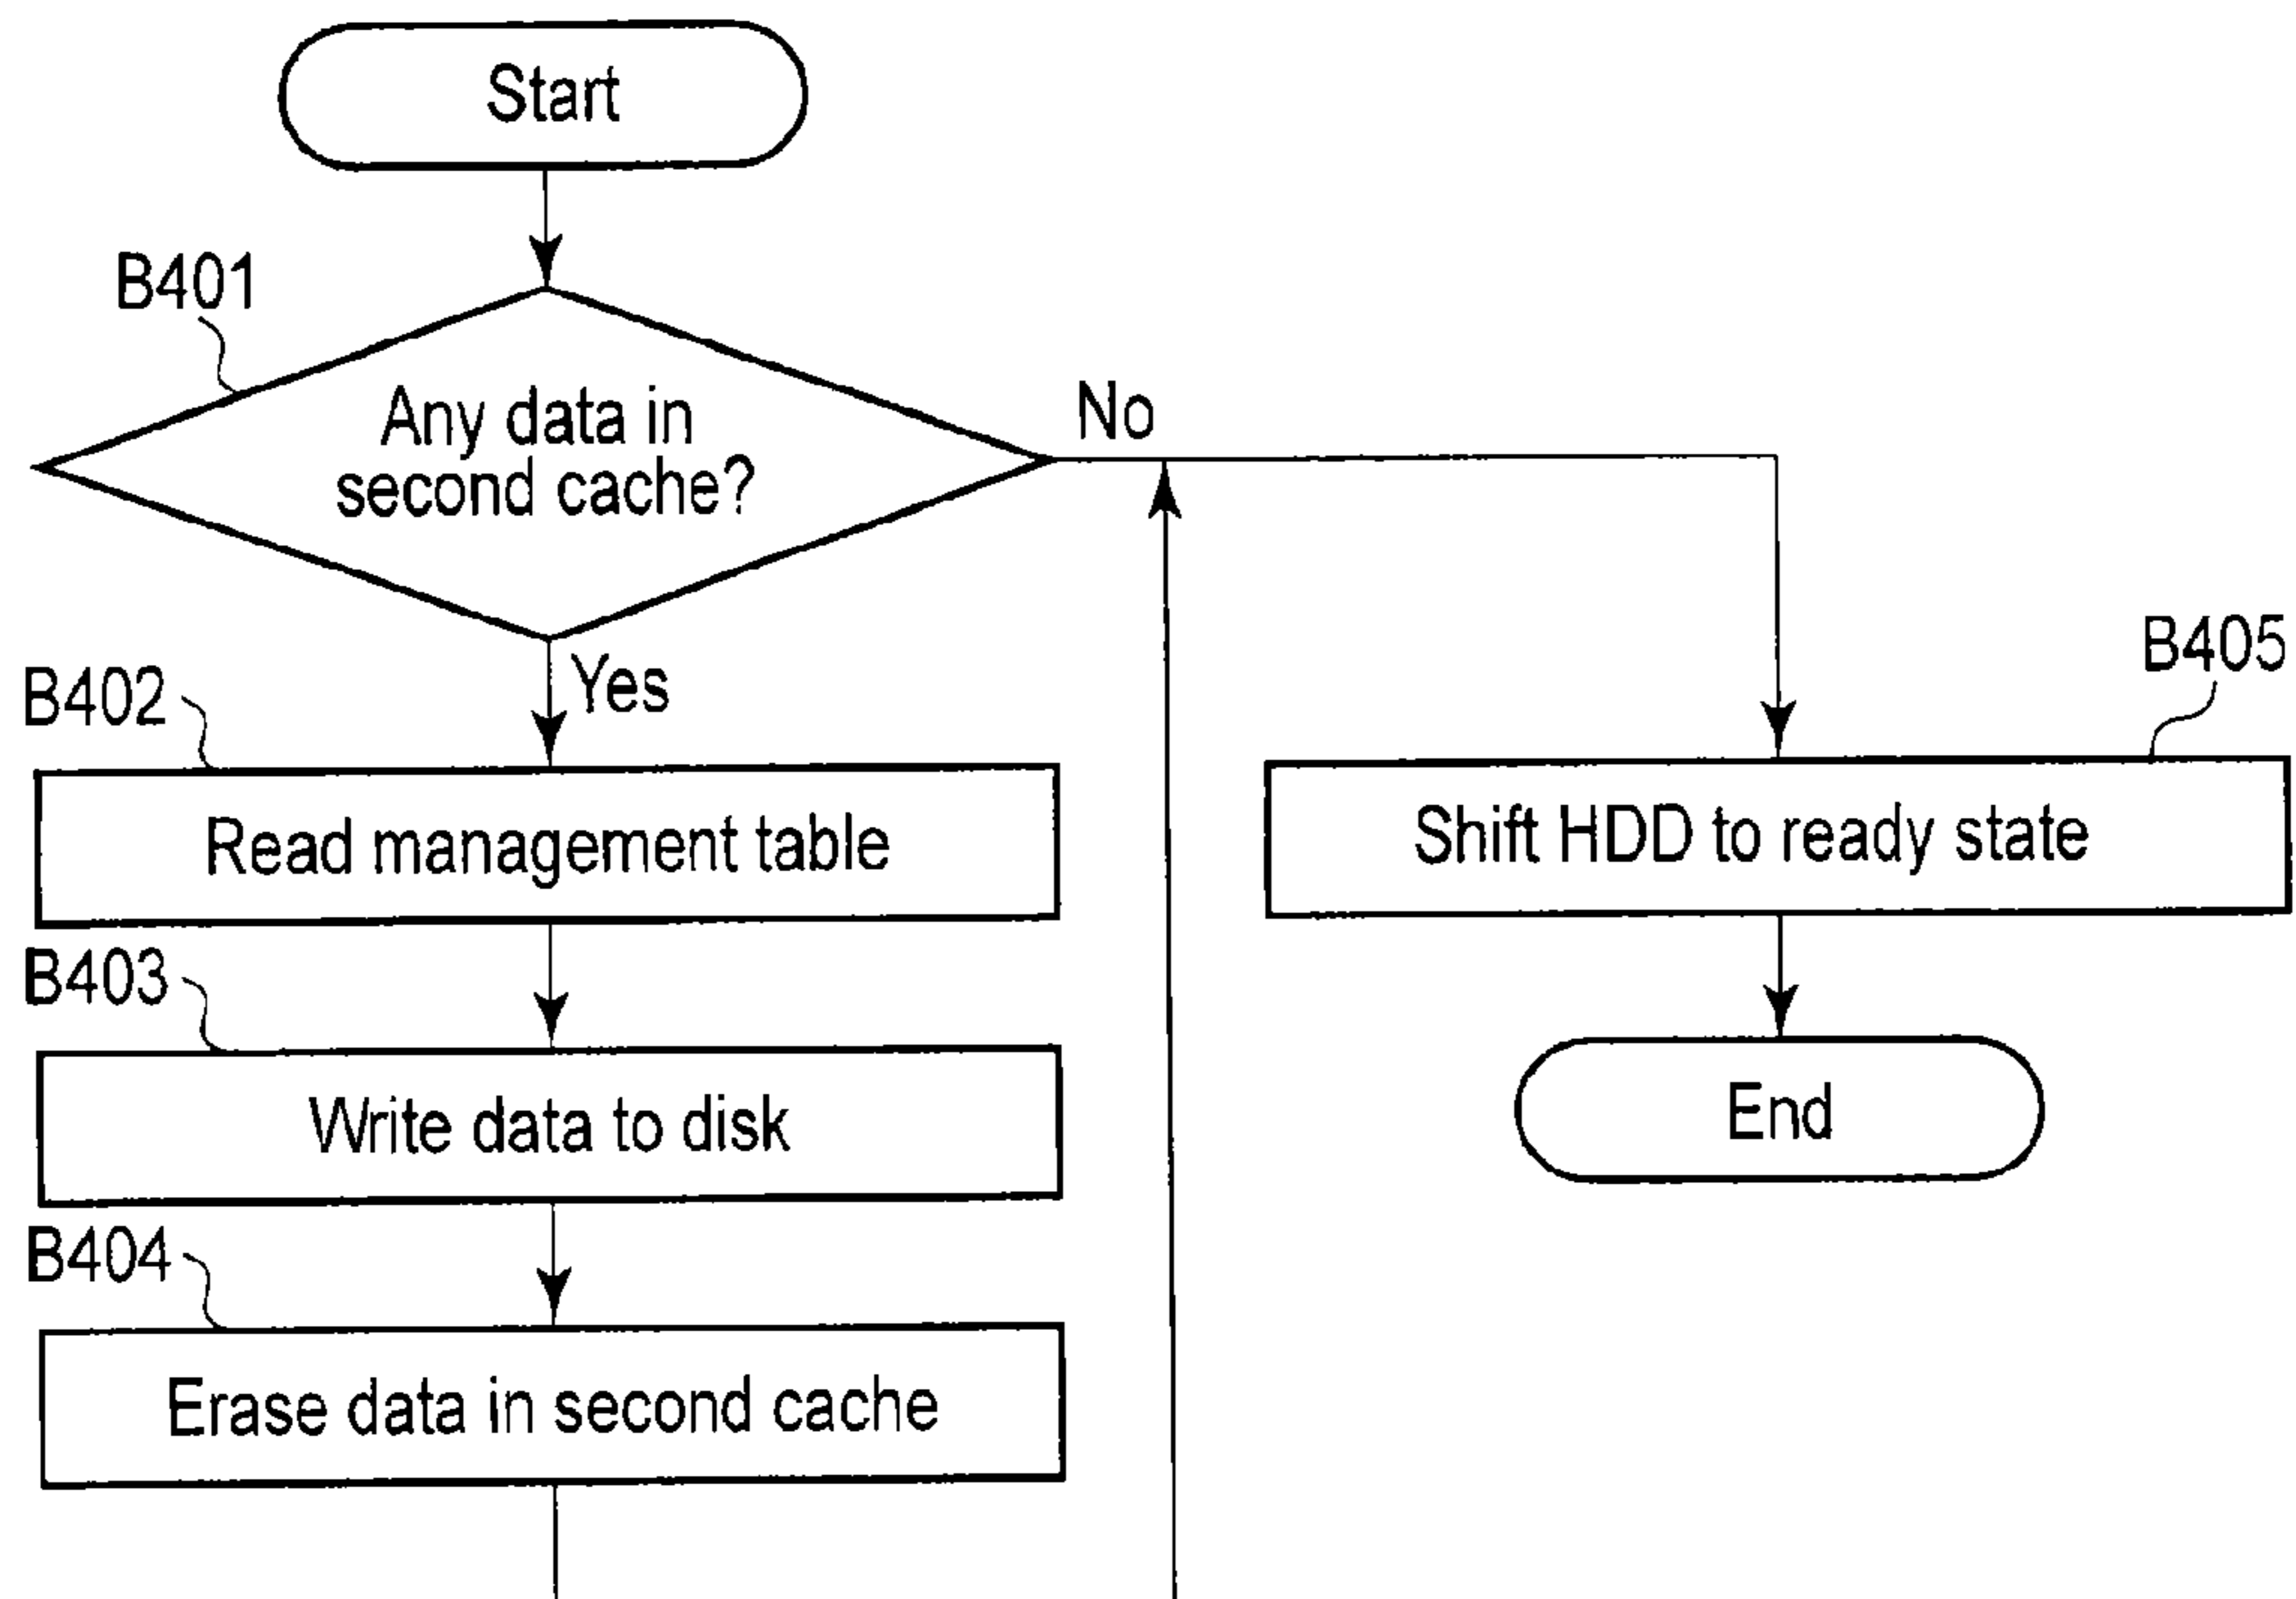 Start
B401
Any data in
second cache?
No
Yes
B402
Read management table
B403
Write data to disk
B404
Erase data in second cache
B405
Shift HDD to ready state
End